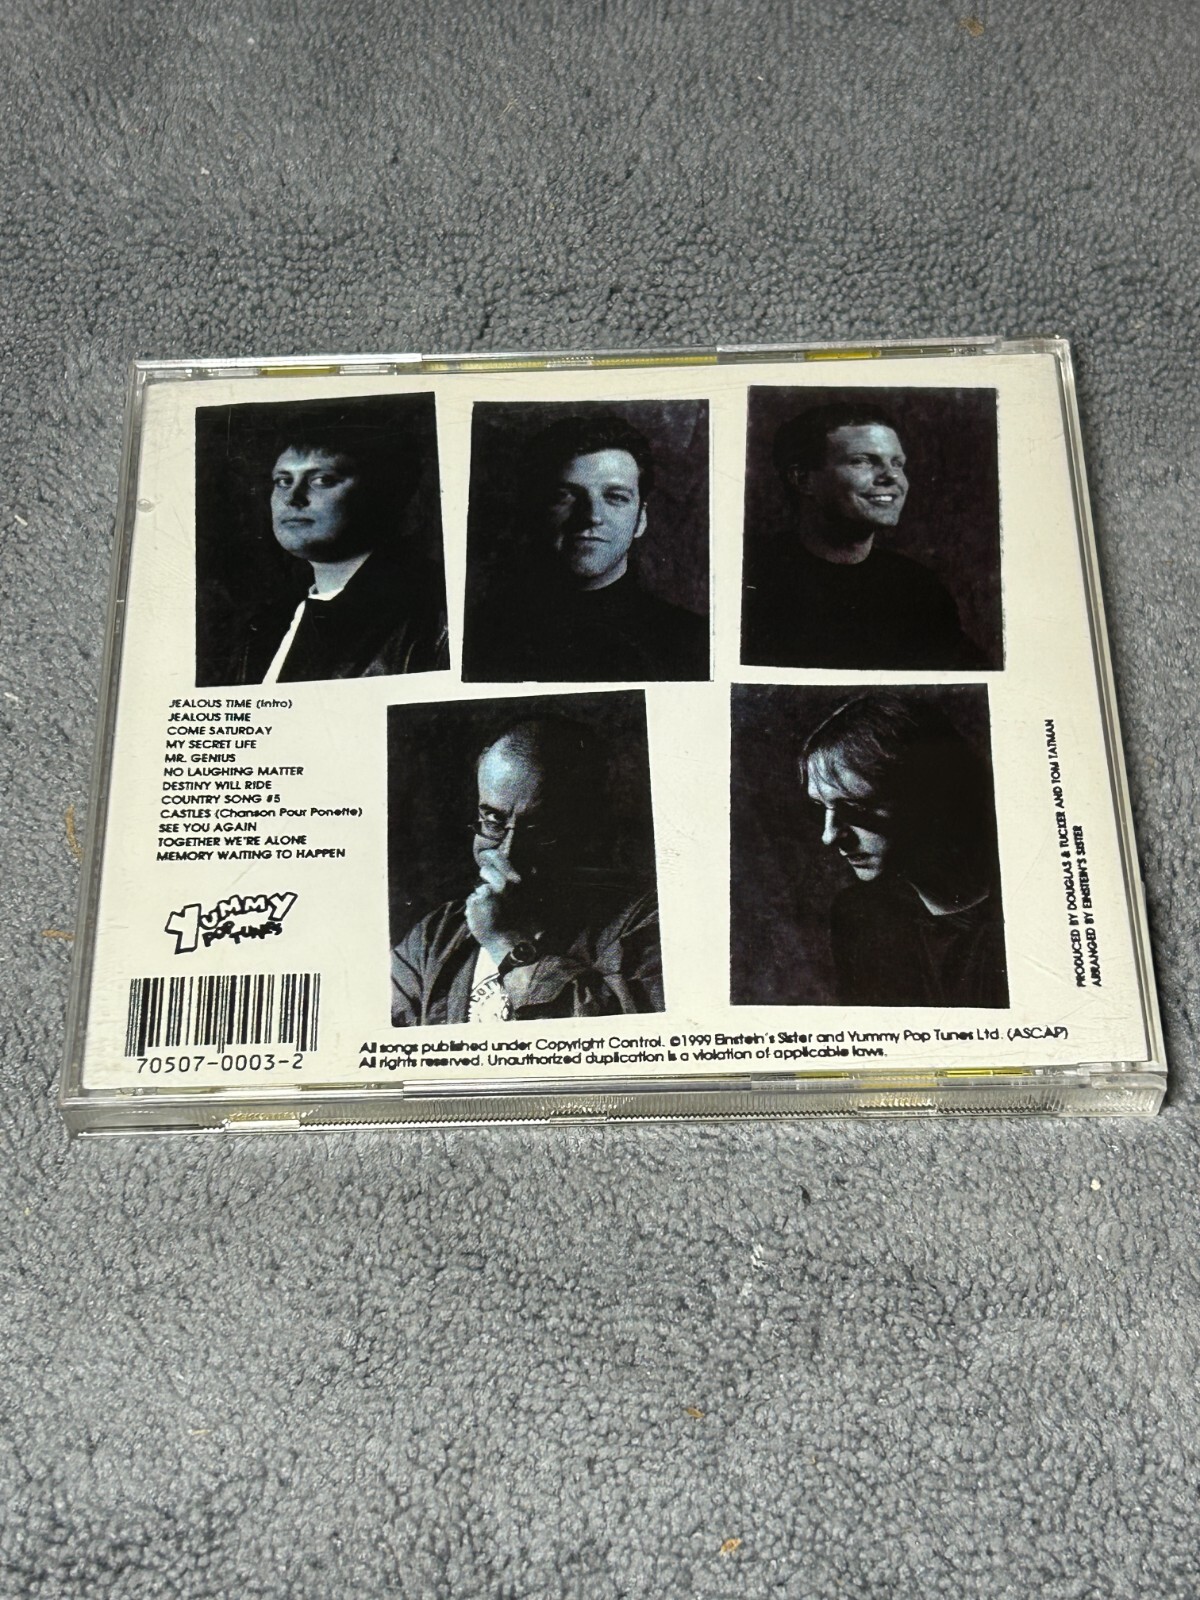 JEALOUS TIME (Intro)
JEALOUS TIME
COME SATURDAY
MY SECRET LIFE
MR. GENIUS
NO LAUGHING MATTER
DESTINY WILL RIDE
COUNTRY SONG #5
CASTLES (Chanson Pour Ponette)
SEE YOU AGAIN
TOGETHER WE'RE ALONE
MEMORY WAITING TO HAPPEN
YUMMY
POP TUNES
70507-0003-2
All songs published under Copyright Control. ©1999 Einstein's Sister and Yummy Pop Tunes Ltd. (ASCAP)
All rights reserved. Unauthorized duplication is a violation of applicable laws.
PRODUCED BY DOUGLAS & TUCKER AND TOM TATMAN
ARRANGED BY EINSTEIN'S SISTER